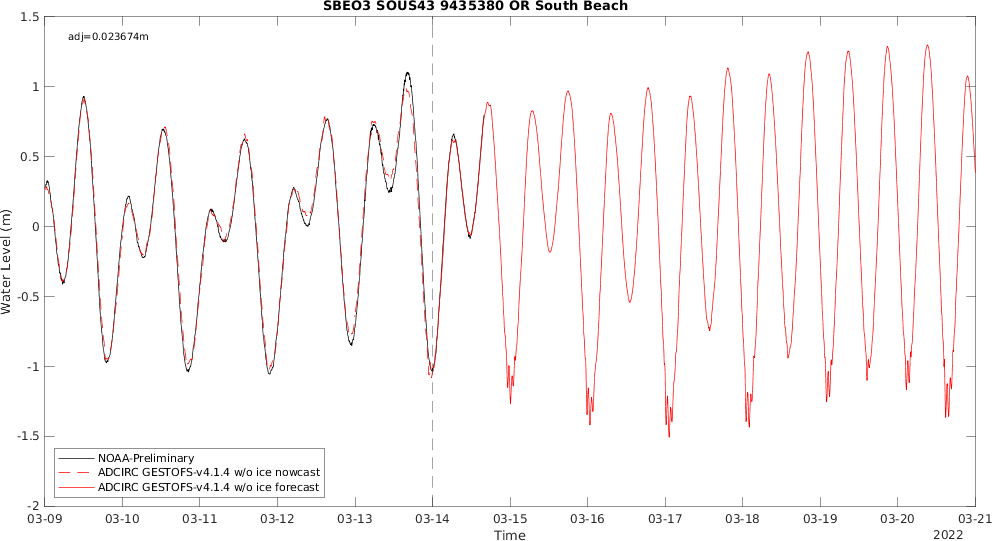 SBEO3 SOUS43 9435380 OR South Beach
adj=0.023674m
1.5
1
0.5
0
-0.5
-1
-1.5
-2
Water Level (m)
NOAA-Preliminary
ADCIRC GESTOFS-v4.1.4 w/o ice nowcast
ADCIRC GESTOFS-v4.1.4 w/o ice forecast
03-09 03-10 03-11 03-12 03-13 03-14 03-15 03-16 03-17 03-18 03-19 03-20 03-21
Time
2022